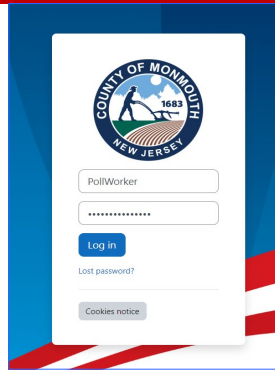 COUNTY OF MONMOUTH
1683
NEW JERSEY
PollWorker
•••••••••••••••
Log in
Lost password?
Cookies notice